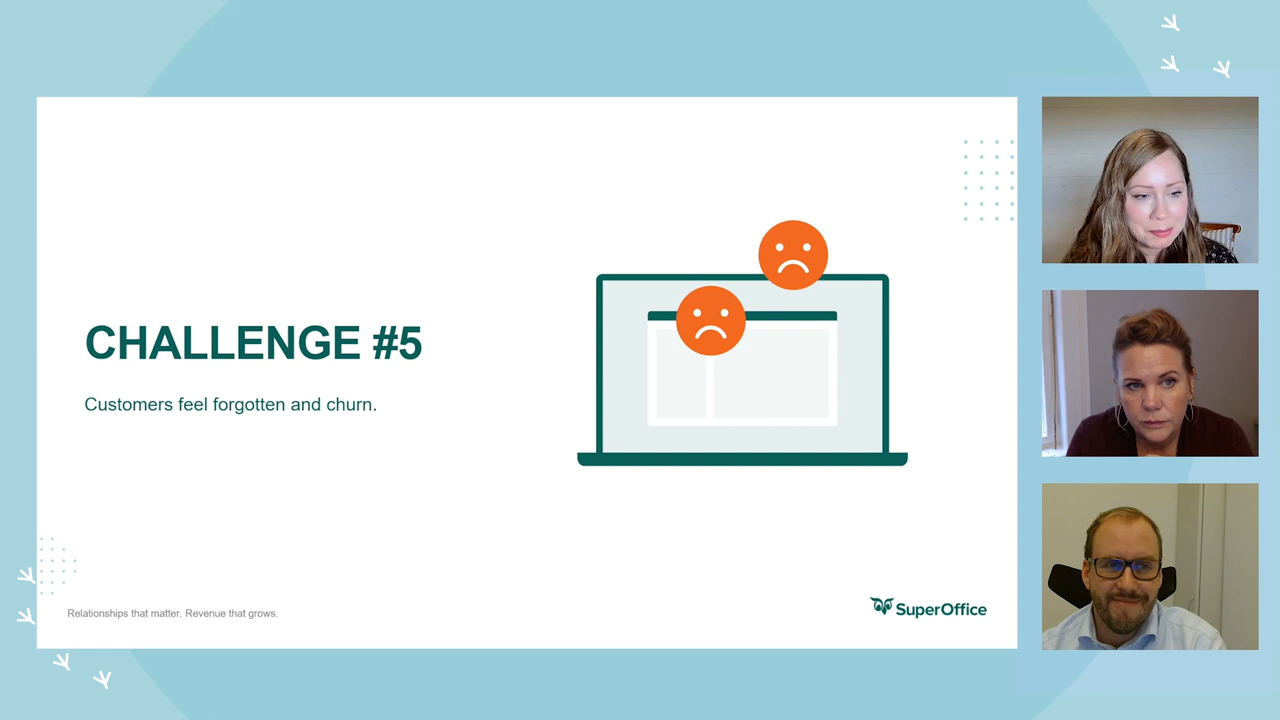 CHALLENGE #5
Customers feel forgotten and churn.
Relationships that matter. Revenue that grows.
SuperOffice